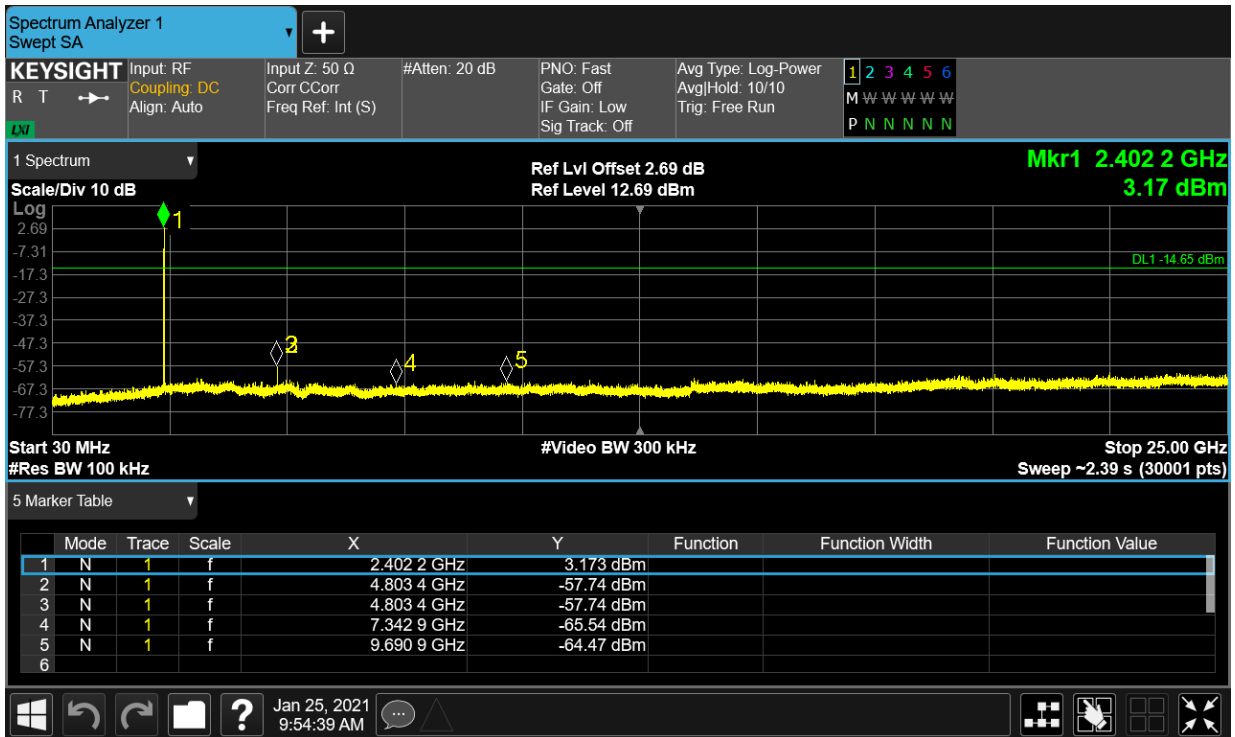 Spectrum Analyzer 1
Swept SA
+
KEYSIGHT
R T
LXI
Input: RF
Coupling: DC
Align: Auto
Input Z: 50 Ω
Corr CCorr
Freq Ref: Int (S)
#Atten: 20 dB
PNO: Fast
Gate: Off
IF Gain: Low
Sig Track: Off
Avg Type: Log-Power
Avg|Hold: 10/10
Trig: Free Run
1 2 3 4 5 6
M W W W W W
P N N N N N
1 Spectrum
Scale/Div 10 dB
Ref Lvl Offset 2.69 dB
Ref Level 12.69 dBm
Mkr1 2.402 2 GHz
3.17 dBm
Log
2.69
-7.31
-17.3
-27.3
-37.3
-47.3
-57.3
-67.3
-77.3
1
DL1 -14.65 dBm
4
5
Start 30 MHz
#Video BW 300 kHz
Stop 25.00 GHz
#Res BW 100 kHz
Sweep ~2.39 s (30001 pts)
5 Marker Table
Mode Trace Scale X Y Function Function Width Function Value
1 N 1 f 2.402 2 GHz 3.173 dBm
2 N 1 f 4.803 4 GHz -57.74 dBm
3 N 1 f 4.803 4 GHz -57.74 dBm
4 N 1 f 7.342 9 GHz -65.54 dBm
5 N 1 f 9.690 9 GHz -64.47 dBm
6
?
Jan 25, 2021
9:54:39 AM